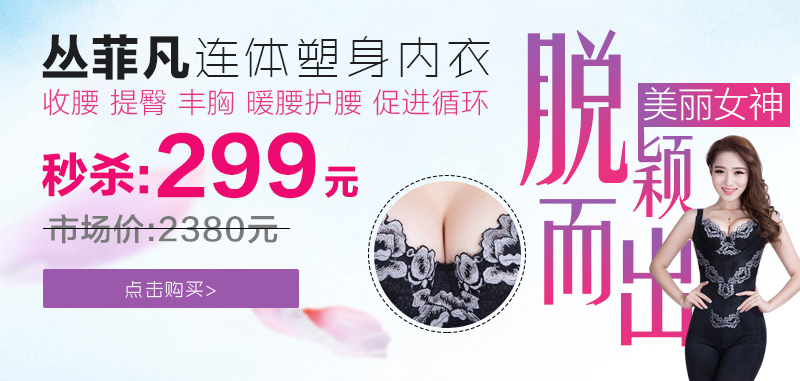 丛菲凡连体塑身内衣
收腰 提臀 丰胸 暖腰护腰 促进循环
秒杀:299元
市场价:2380元
点击购买>
美丽女神
脱颖而出